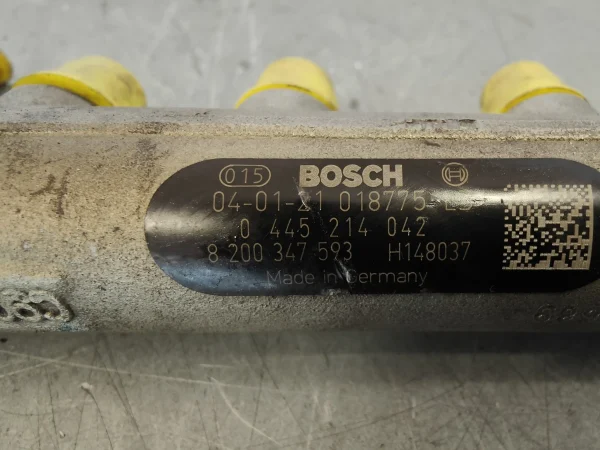 015 BOSCH
04-01-21 018775-
0 445 214 042
8 200 347 593 H148037
Made in Germany